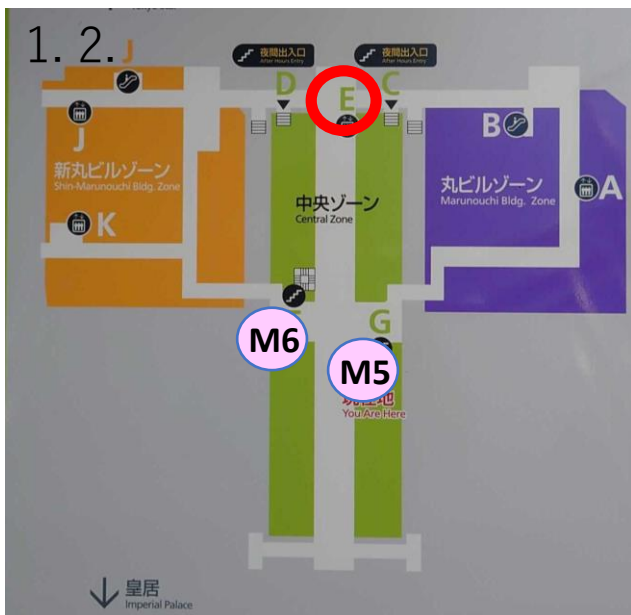 1. 2. J
夜間出入口
After Hours Entry
夜間出入口
After Hours Entry
D
E
C
J
B
新丸ビルゾーン
Shin-Marunouchi Bldg. Zone
丸ビルゾーン
Marunouchi Bldg. Zone
A
中央ゾーン
Central Zone
K
G
M6
M5
You Are Here
皇居
Imperial Palace